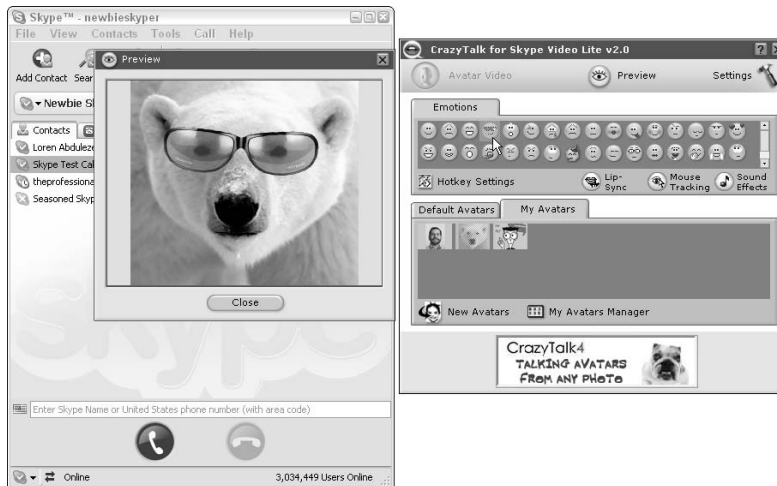 Skype™ - newbieskyper
File View Contacts Tools Call Help
Add Contact Sear
Newbie Sk
Contacts
Loren Abduleze
Skype Test Cal
theprofessiona
Seasoned Skyp
Preview
Close
Skype
Enter Skype Name or United States phone number (with area code)
Online
3,034,449 Users Online
CrazyTalk for Skype Video Lite v2.0
Avatar Video
Preview
Settings
Emotions
Hotkey Settings
Lip-Sync
Mouse Tracking
Sound Effects
Default Avatars
My Avatars
New Avatars
My Avatars Manager
CrazyTalk4
TALKING AVATARS
FROM ANY PHOTO